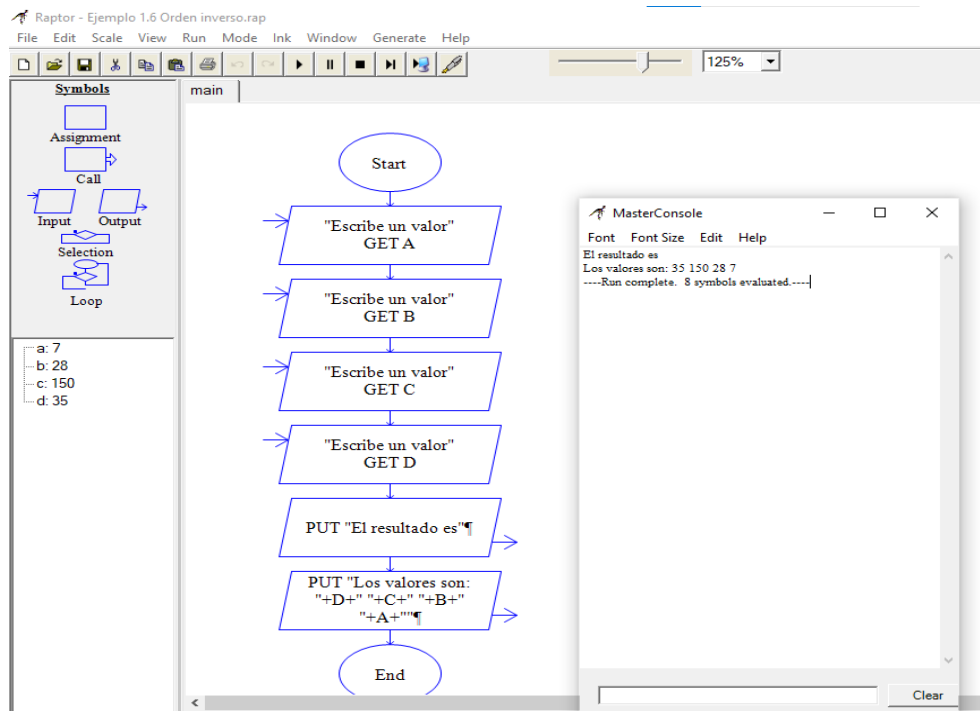 Raptor - Ejemplo 1.6 Orden inverso.rap
File Edit Scale View Run Mode Ink Window Generate Help
125%
Symbols
Assignment
Call
Input Output
Selection
Loop
a: 7
b: 28
c: 150
d: 35
main
Start
"Escribe un valor"
GET A
"Escribe un valor"
GET B
"Escribe un valor"
GET C
"Escribe un valor"
GET D
PUT "El resultado es"¶
PUT "Los valores son:
"+D+" "+C+" "+B+"
"+A+""¶
End
MasterConsole
Font Font Size Edit Help
El resultado es
Los valores son: 35 150 28 7
----Run complete. 8 symbols evaluated.----
Clear